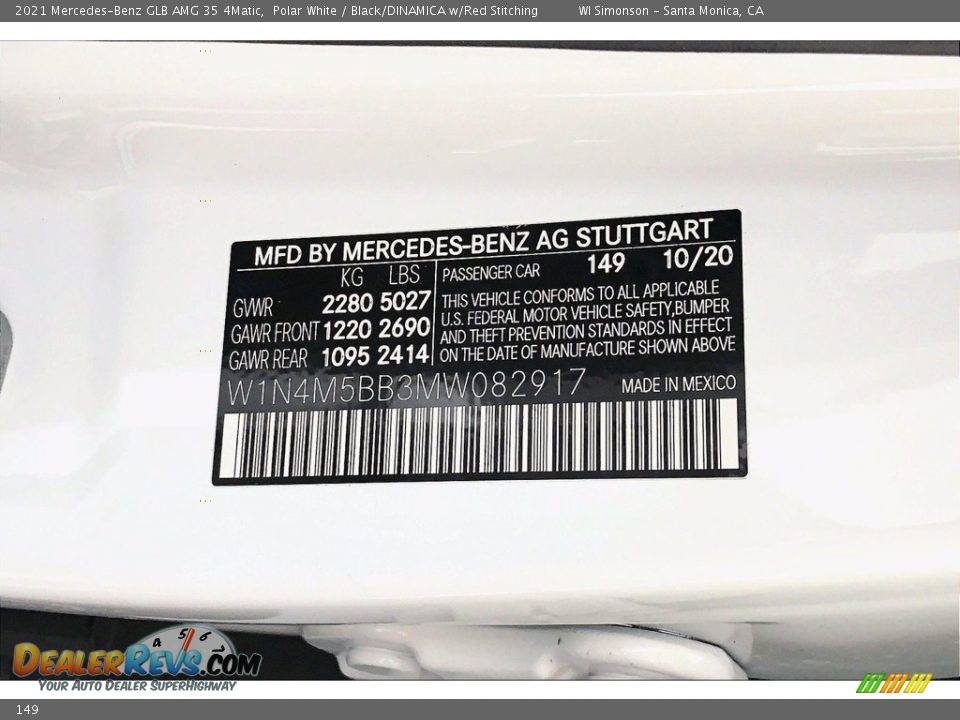 2021 Mercedes-Benz GLB AMG 35 4Matic, Polar White / Black/DINAMICA w/Red Stitching WI Simonson - Santa Monica, CA
MFD BY MERCEDES-BENZ AG STUTTGART
KG LBS PASSENGER CAR 149 10/20
GVWR 2280 5027 THIS VEHICLE CONFORMS TO ALL APPLICABLE
GAWR FRONT 1220 2690 U.S. FEDERAL MOTOR VEHICLE SAFETY,BUMPER
AND THEFT PREVENTION STANDARDS IN EFFECT
GAWR REAR 1095 2414 ON THE DATE OF MANUFACTURE SHOWN ABOVE
W1N4M5BB3MW082917 MADE IN MEXICO
4 5 6
DEALERREVS.COM
YOUR AUTO DEALER SUPERHIGHWAY
149